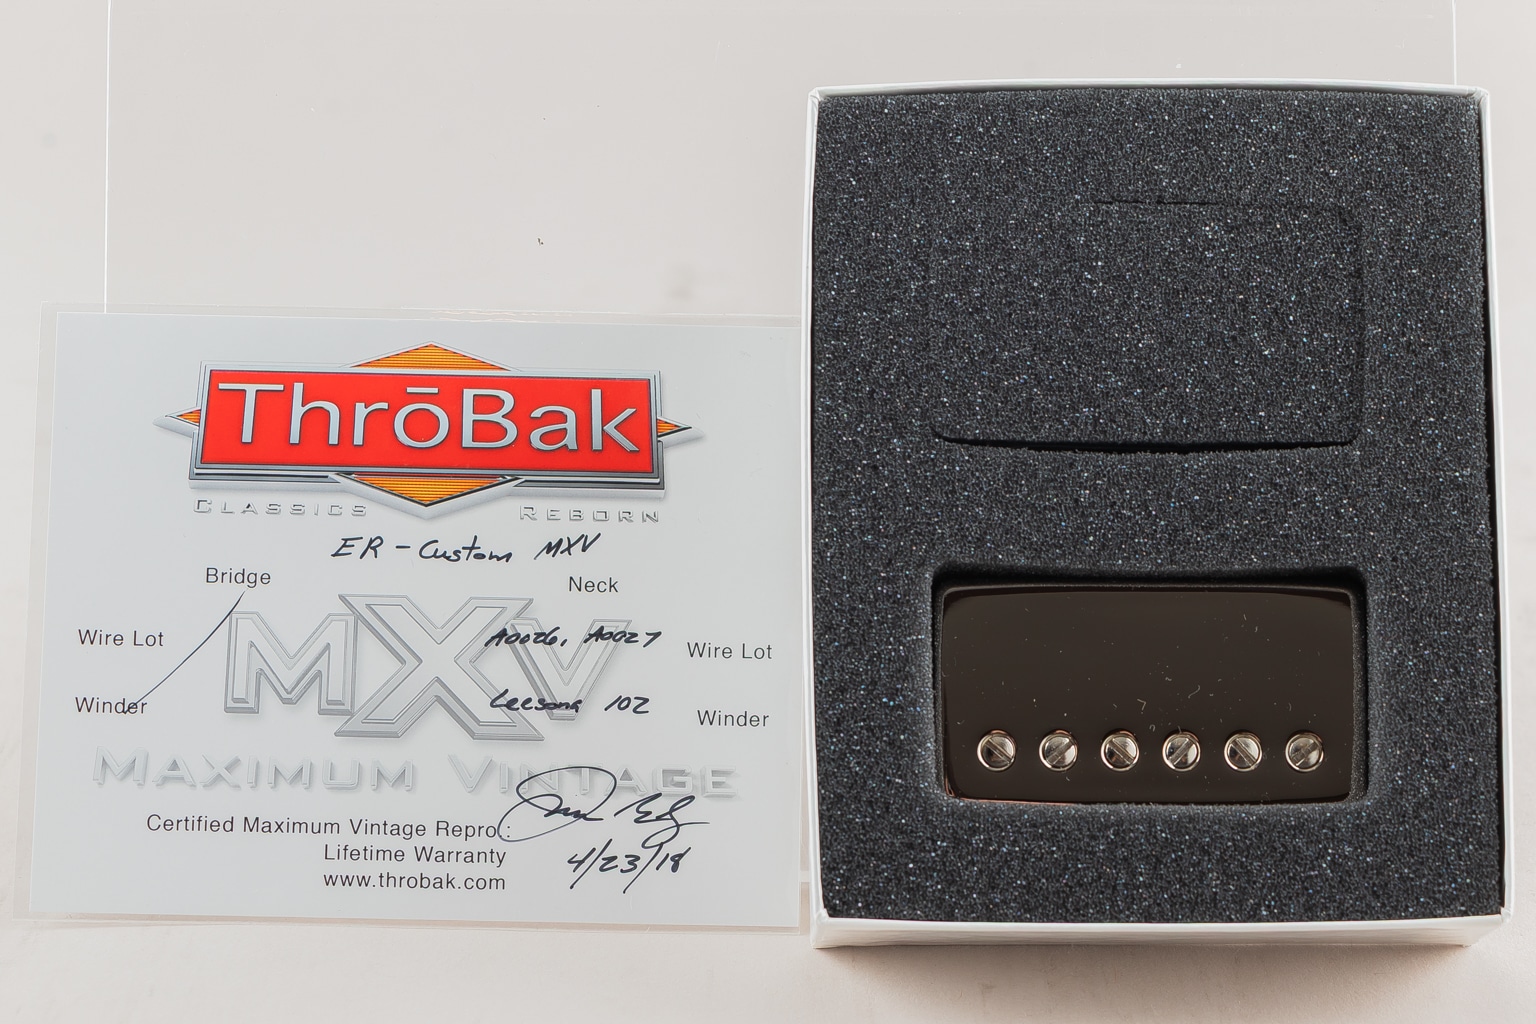 ThrōBak
CLASSICS REBORN
ER - Custom MXV
Bridge Neck
Wire Lot A0026, A0027 Wire Lot
MXV
Winder Leesona 102 Winder
MAXIMUM VINTAGE
Certified Maximum Vintage Repro.:
Lifetime Warranty 4/23/18
www.throbak.com